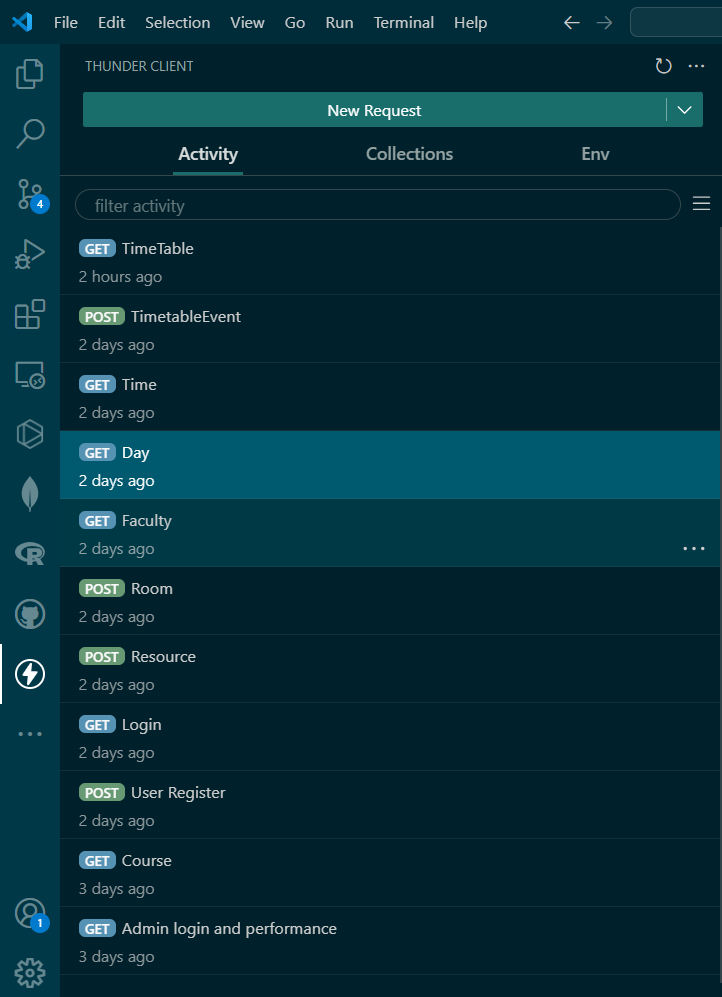 File Edit Selection View Go Run Terminal Help
THUNDER CLIENT
New Request
Activity Collections Env
filter activity
GET TimeTable
2 hours ago
POST TimetableEvent
2 days ago
GET Time
2 days ago
GET Day
2 days ago
GET Faculty
2 days ago
POST Room
2 days ago
POST Resource
2 days ago
GET Login
2 days ago
POST User Register
2 days ago
GET Course
3 days ago
GET Admin login and performance
3 days ago
4
R
1